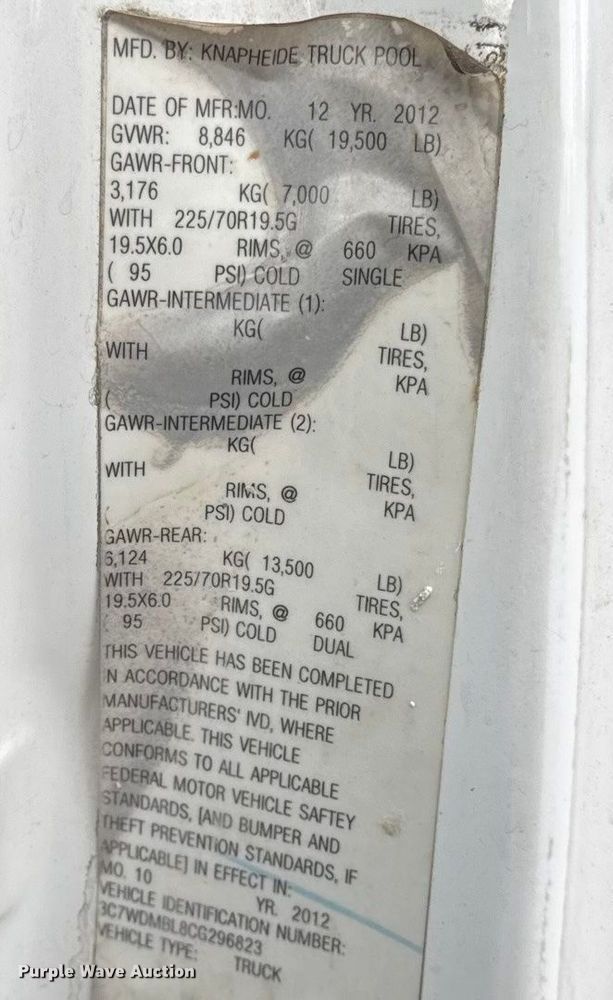 MFD. BY: KNAPHEIDE TRUCK POOL
DATE OF MFR:MO. 12 YR. 2012
GVWR: 8,846 KG( 19,500 LB)
GAWR-FRONT:
3,176 KG( 7,000 LB)
WITH 225/70R19.5G TIRES,
19.5X6.0 RIMS, @ 660 KPA
( 95 PSI) COLD SINGLE
GAWR-INTERMEDIATE (1):
KG( LB)
WITH TIRES,
RIMS, @ KPA
( PSI) COLD
GAWR-INTERMEDIATE (2):
KG( LB)
WITH TIRES,
RIMS, @ KPA
( PSI) COLD
GAWR-REAR:
6,124 KG( 13,500 LB)
WITH 225/70R19.5G TIRES,
19.5X6.0 RIMS, @ 660 KPA
( 95 PSI) COLD DUAL
THIS VEHICLE HAS BEEN COMPLETED
IN ACCORDANCE WITH THE PRIOR
MANUFACTURERS' IVD, WHERE
APPLICABLE. THIS VEHICLE
CONFORMS TO ALL APPLICABLE
FEDERAL MOTOR VEHICLE SAFTEY
STANDARDS, [AND BUMPER AND
THEFT PREVENTION STANDARDS, IF
APPLICABLE] IN EFFECT IN:
MO. 10 YR. 2012
VEHICLE IDENTIFICATION NUMBER:
3C7WDMBL8CG296823
VEHICLE TYPE: TRUCK
Purple Wave Auction